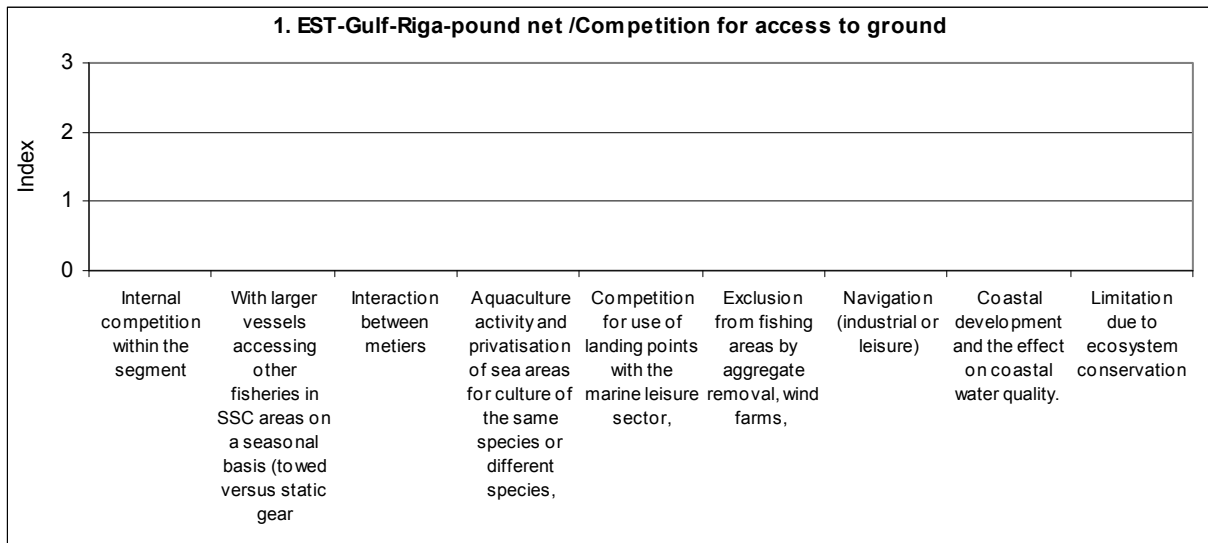 1. EST-Gulf-Riga-pound net /Competition for access to ground
3
2
1
0
Index
Internal
competition
within the
segment
With larger
vessels
accessing
other
fisheries in
SSC areas on
a seasonal
basis (towed
versus static
gear
Interaction
between
metiers
Aquaculture
activity and
privatisation
of sea areas
for culture of
the same
species or
different
species,
Competition
for use of
landing points
with the
marine leisure
sector,
Exclusion
from fishing
areas by
aggregate
removal, wind
farms,
Navigation
(industrial or
leisure)
Coastal
development
and the effect
on coastal
water quality.
Limitation
due to
ecosystem
conservation